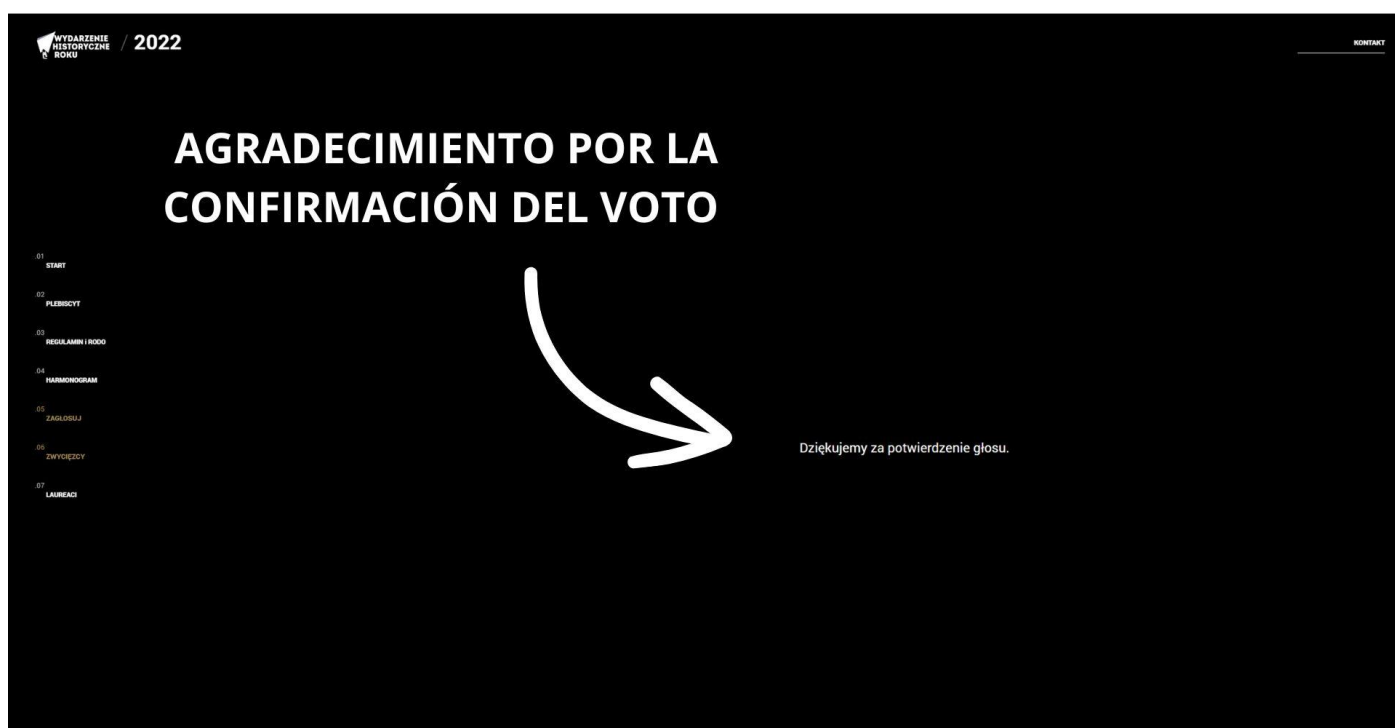 WYDARZENIE
HISTORYCZNE
ROKU
/ 2022
KONTAKT
AGRADECIMIENTO POR LA
CONFIRMACIÓN DEL VOTO
.01
START
.02
PLEBISCYT
.03
REGULAMIN i RODO
.04
HARMONOGRAM
.05
ZAGŁOSUJ
.06
ZWYCIĘZCY
.07
LAUREACI
Dziękujemy za potwierdzenie głosu.